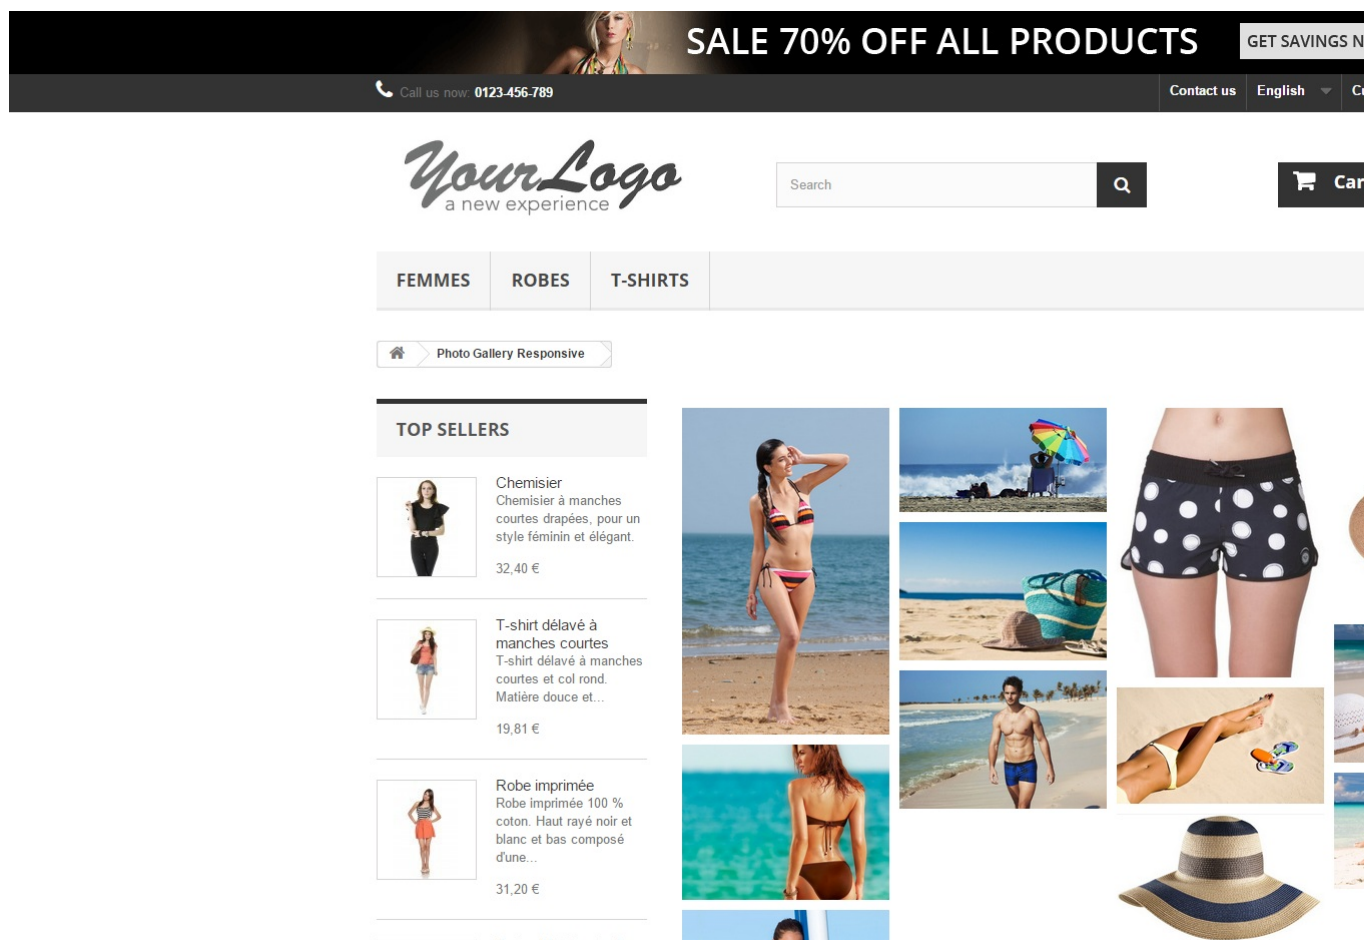 SALE 70% OFF ALL PRODUCTS
GET SAVINGS N
Call us now: 0123-456-789
Contact us
English
YourLogo
a new experience
Search
FEMMES
ROBES
T-SHIRTS
Photo Gallery Responsive
TOP SELLERS
Chemisier
Chemisier à manches
courtes drapées, pour un
style féminin et élégant.
32,40 €
T-shirt délavé à
manches courtes
T-shirt délavé à manches
courtes et col rond.
Matière douce et...
19,81 €
Robe imprimée
Robe imprimée 100 %
coton. Haut rayé noir et
blanc et bas composé
d'une...
31,20 €